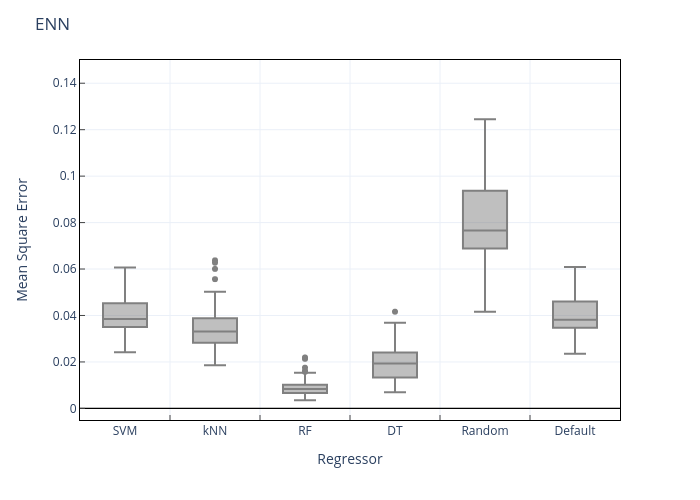 ENN
0.14
0.12
0.1
0.08
0.06
0.04
0.02
0
Mean Square Error
SVM kNN RF DT Random Default
Regressor